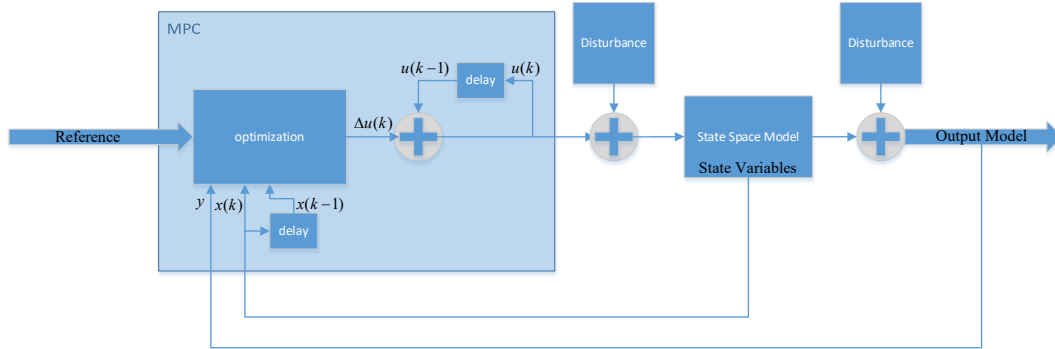 MPC
Disturbance
Disturbance
u(k−1)
delay
u(k)
Reference
optimization
Δu(k)
State Space Model
State Variables
Output Model
y
x(k)
x(k−1)
delay